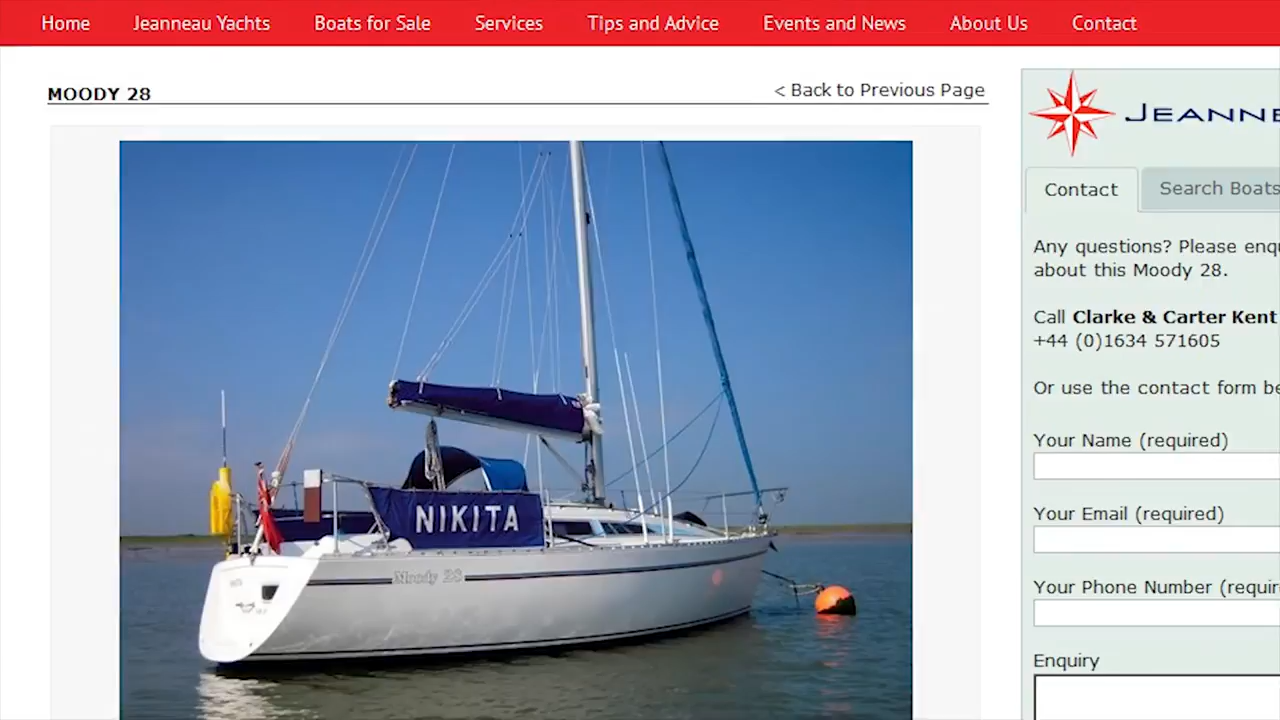 Home Jeanneau Yachts Boats for Sale Services Tips and Advice Events and News About Us Contact
MOODY 28
< Back to Previous Page
NIKITA
Moody 28
JEANNE
Contact Search Boats
Any questions? Please enqu
about this Moody 28.
Call Clarke & Carter Kent
+44 (0)1634 571605
Or use the contact form be
Your Name (required)
Your Email (required)
Your Phone Number (requir
Enquiry